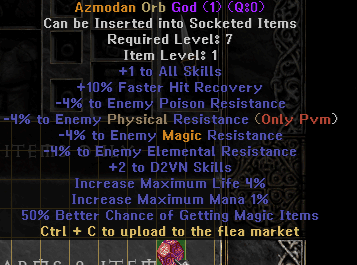 Azmodan Orb God (1) (Q:0)
Can be Inserted into Socketed Items
Required Level: 7
Item Level: 1
+1 to All Skills
+10% Faster Hit Recovery
-4% to Enemy Poison Resistance
-4% to Enemy Physical Resistance (Only Pvm)
-4% to Enemy Magic Resistance
-4% to Enemy Elemental Resistance
+2 to D2VN Skills
Increase Maximum Life 4%
Increase Maximum Mana 1%
50% Better Chance of Getting Magic Items
Ctrl + C to upload to the flea market